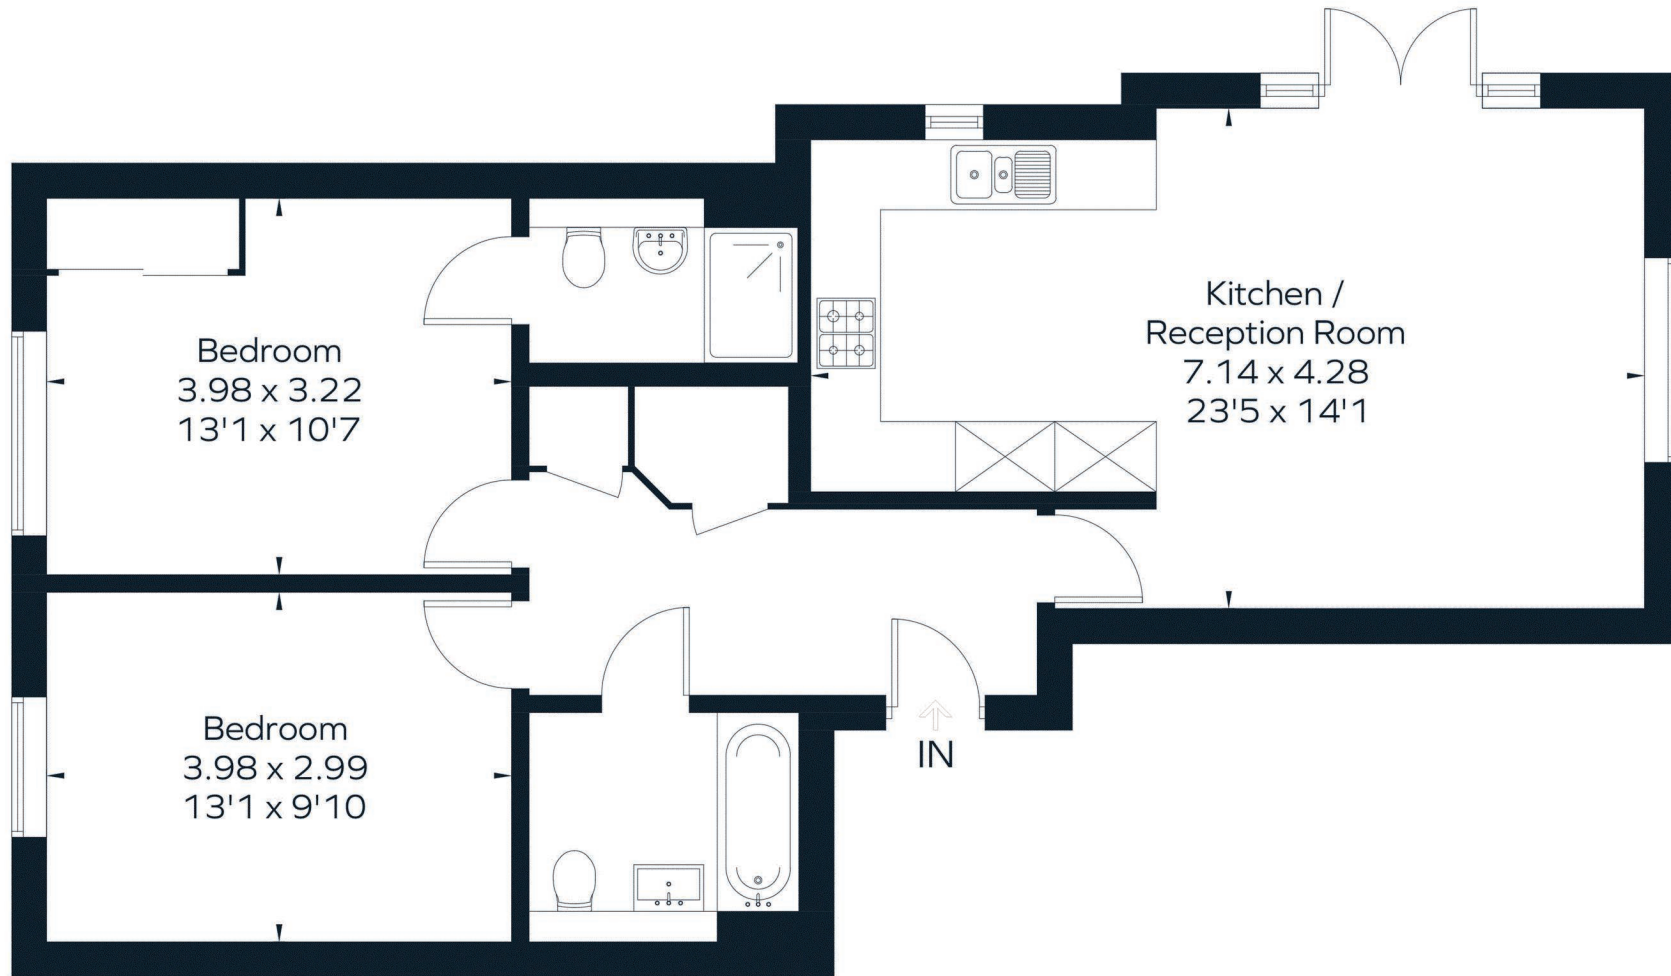 Kitchen /
Reception Room
7.14 x 4.28
23'5 x 14'1
Bedroom
3.98 x 3.22
13'1 x 10'7
Bedroom
3.98 x 2.99
13'1 x 9'10
IN